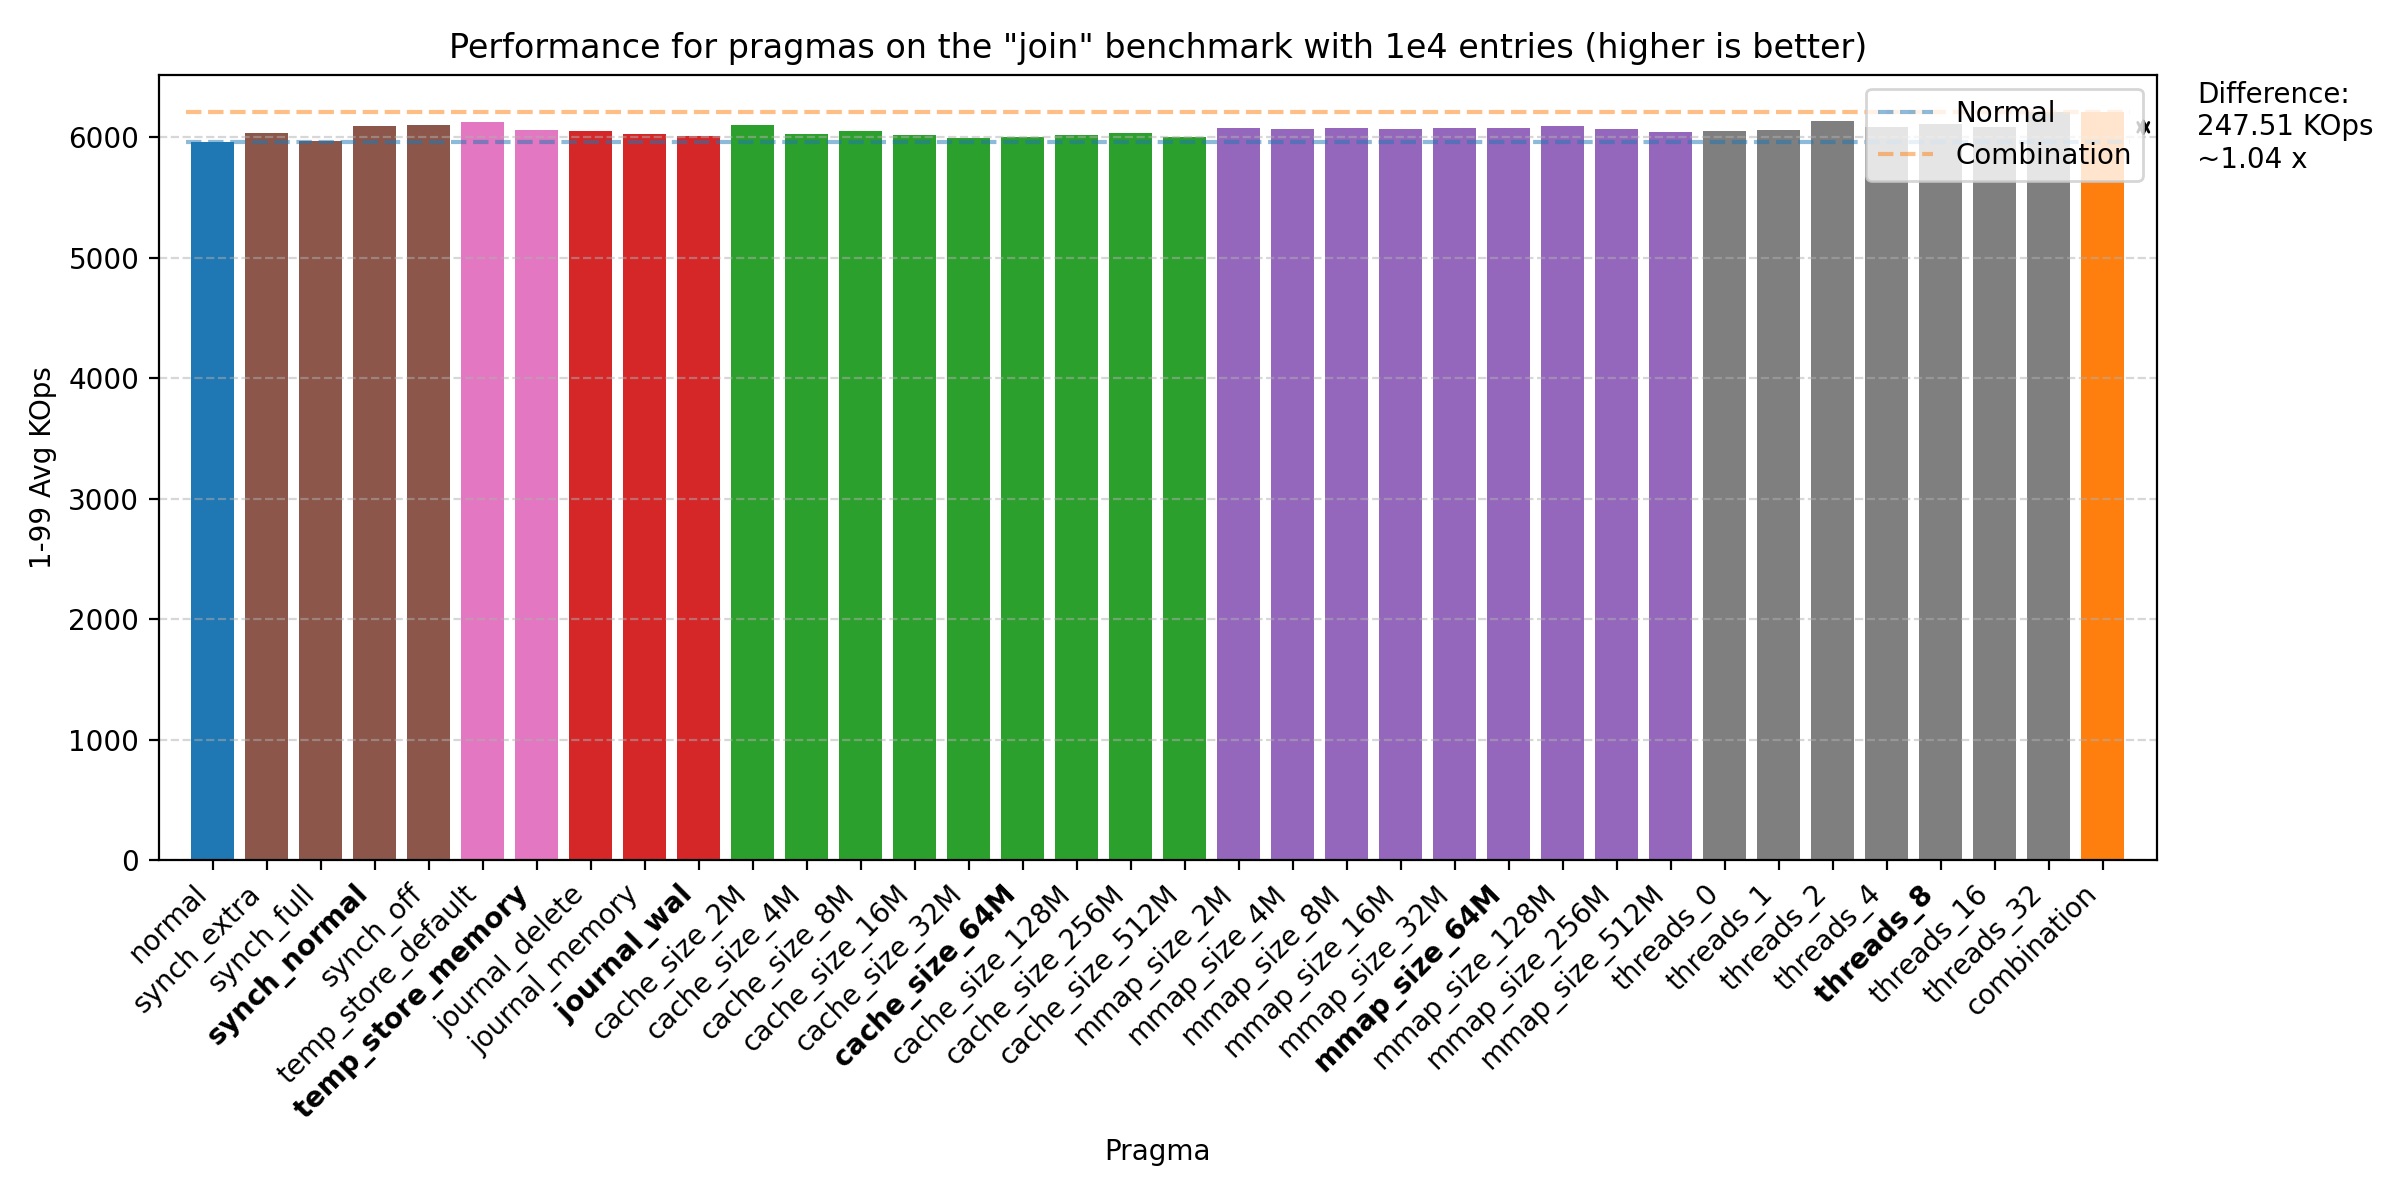 Performance for pragmas on the "join" benchmark with 1e4 entries (higher is better)
Difference:
247.51 KOps
~1.04 x
Normal
Combination
1-99 Avg KOps
6000
5000
4000
3000
2000
1000
0
normal
synch_extra
synch_full
synch_normal
synch_off
temp_store_default
temp_store_memory
journal_delete
journal_memory
journal_wal
cache_size_2M
cache_size_4M
cache_size_8M
cache_size_16M
cache_size_32M
cache_size_64M
cache_size_128M
cache_size_256M
cache_size_512M
mmap_size_2M
mmap_size_4M
mmap_size_8M
mmap_size_16M
mmap_size_32M
mmap_size_64M
mmap_size_128M
mmap_size_256M
mmap_size_512M
threads_0
threads_1
threads_2
threads_4
threads_8
threads_16
threads_32
combination
Pragma